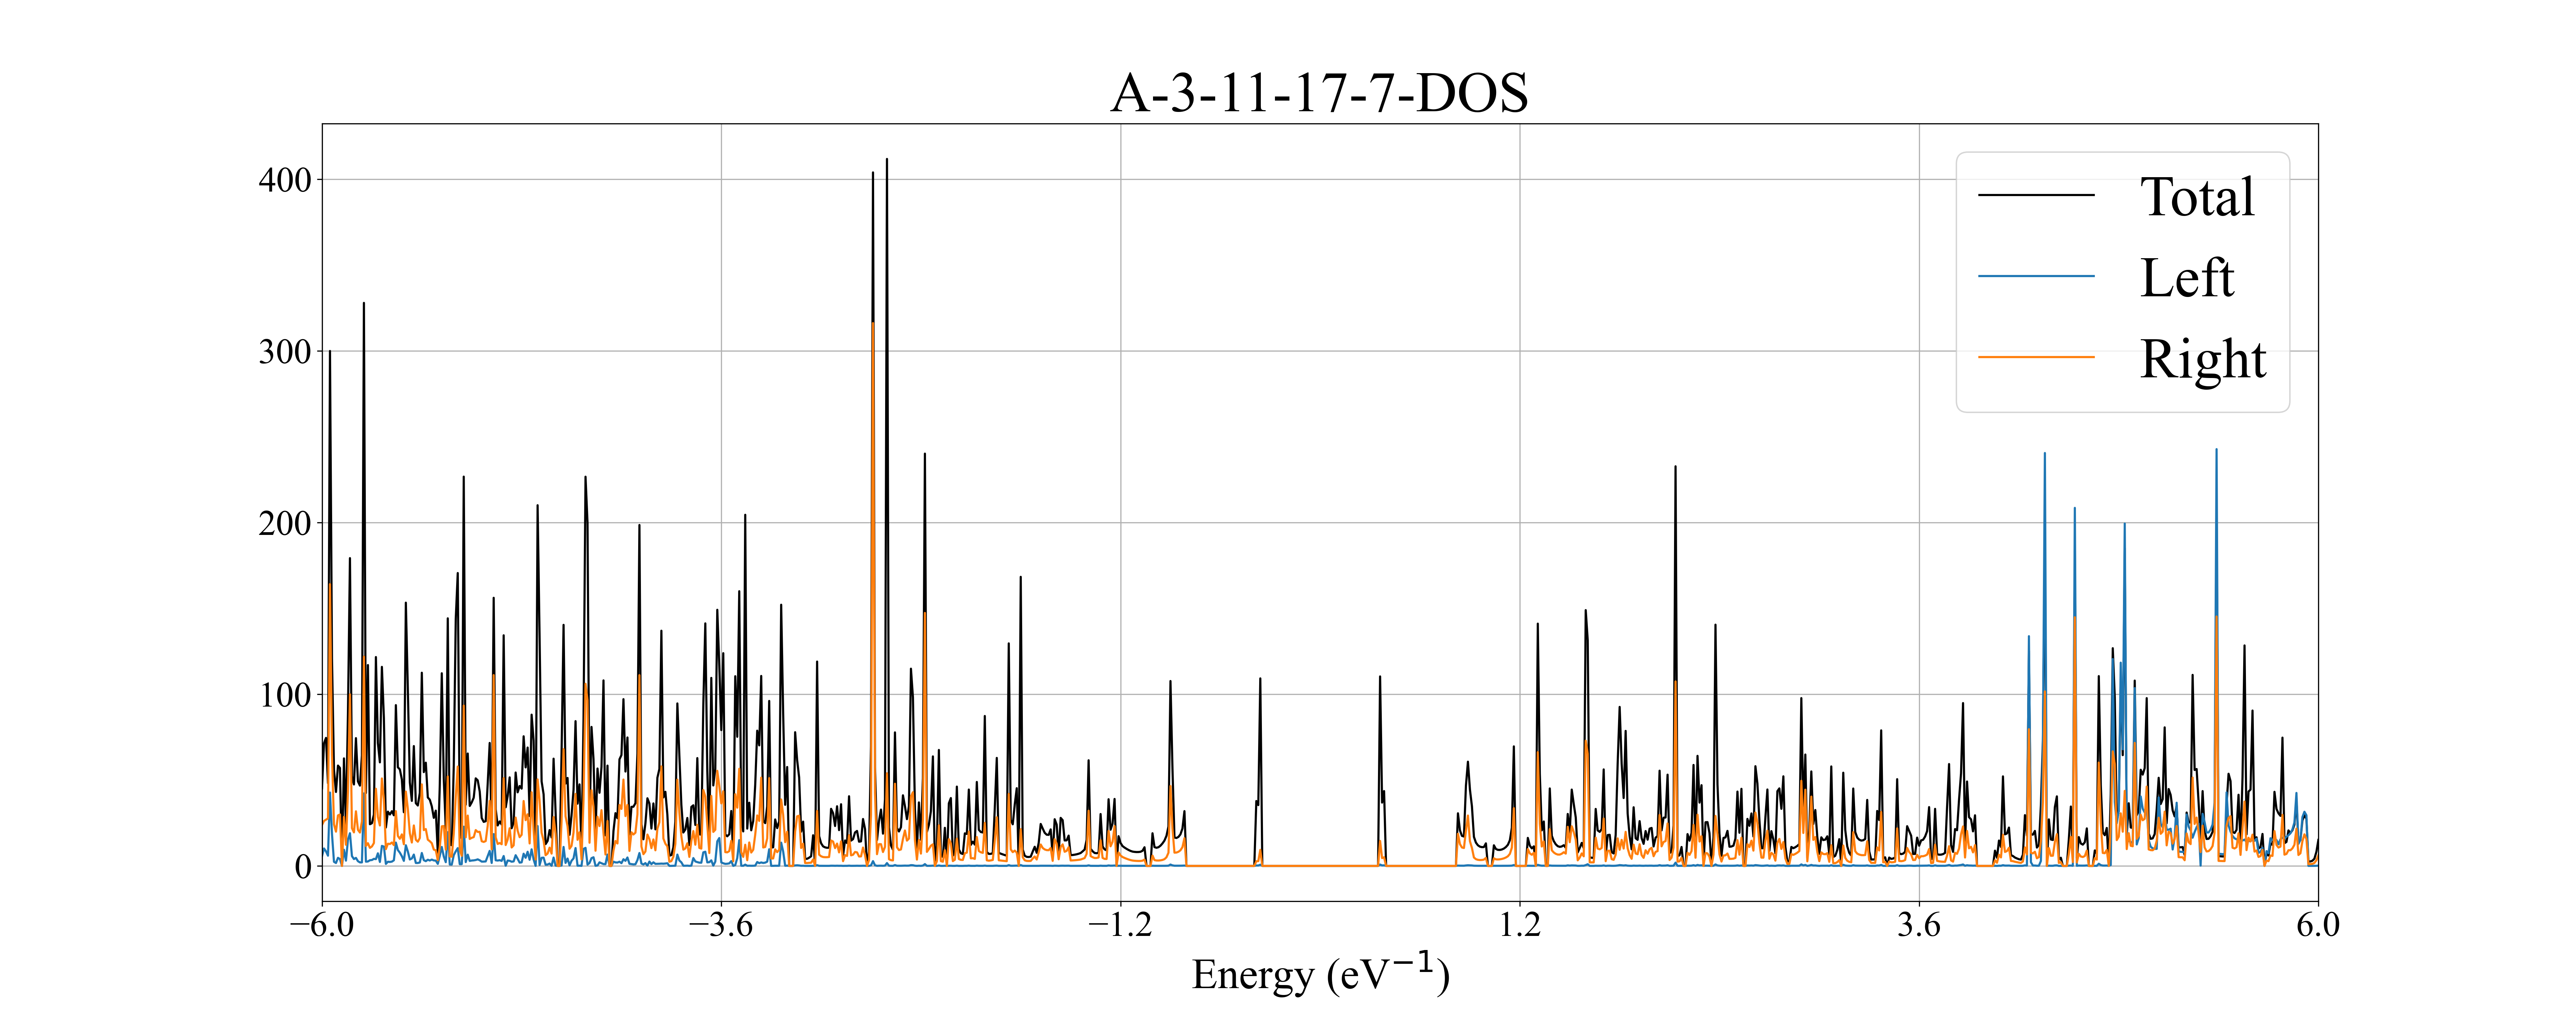 A-3-11-17-7-DOS
400
300
200
100
0
Total
Left
Right
−6.0 −3.6 −1.2 1.2 3.6 6.0
Energy (eV⁻¹)